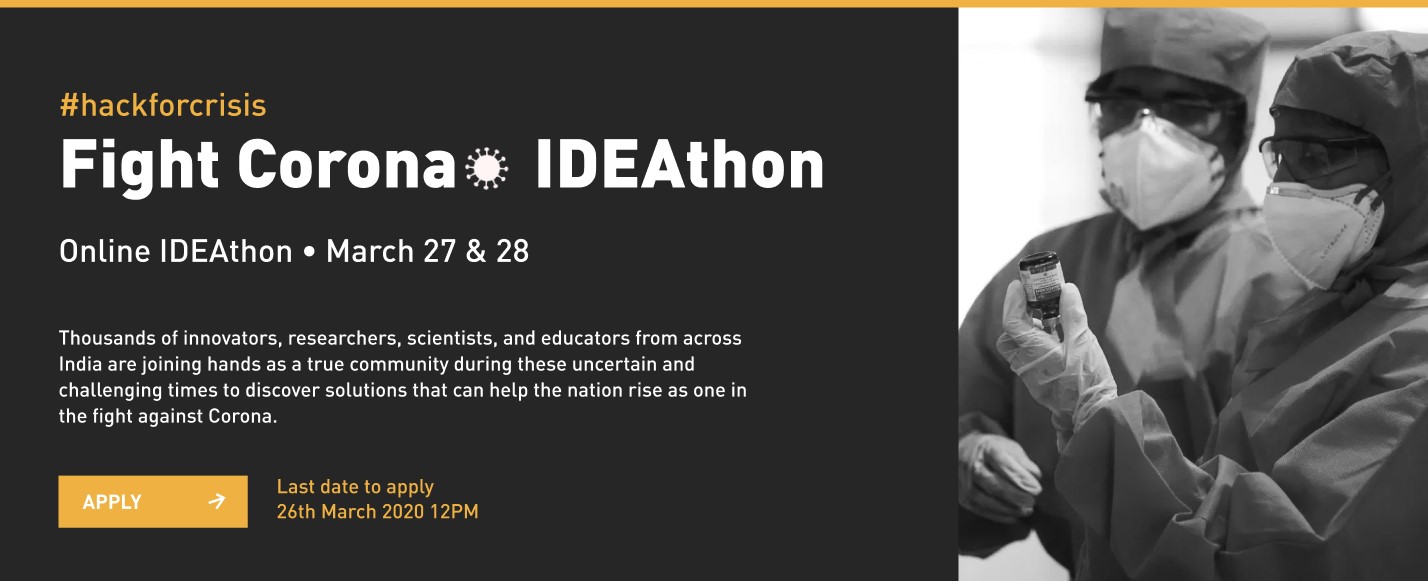 #hackforcrisis
Fight Corona IDEAthon
Online IDEAthon • March 27 & 28
Thousands of innovators, researchers, scientists, and educators from across
India are joining hands as a true community during these uncertain and
challenging times to discover solutions that can help the nation rise as one in
the fight against Corona.
APPLY →
Last date to apply
26th March 2020 12PM